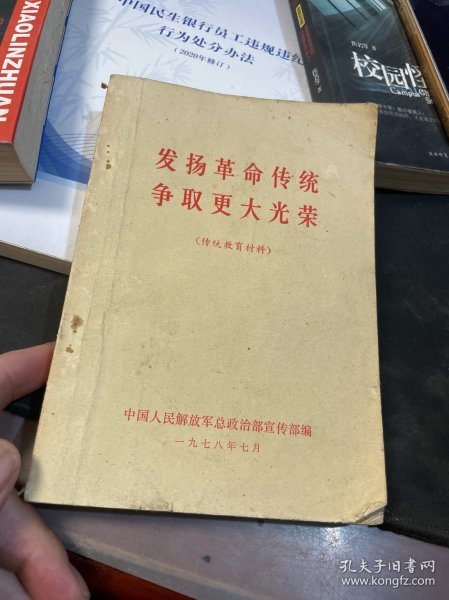 XIAOLINZHUAN
中国民生银行员工违规违纪
行为处分办法
（2020年修订）
校园怪
Campu
发扬革命传统
争取更大光荣
（传统教育材料）
中国人民解放军总政治部宣传部编
一九七八年七月
孔夫子旧书网
www.kongfz.com